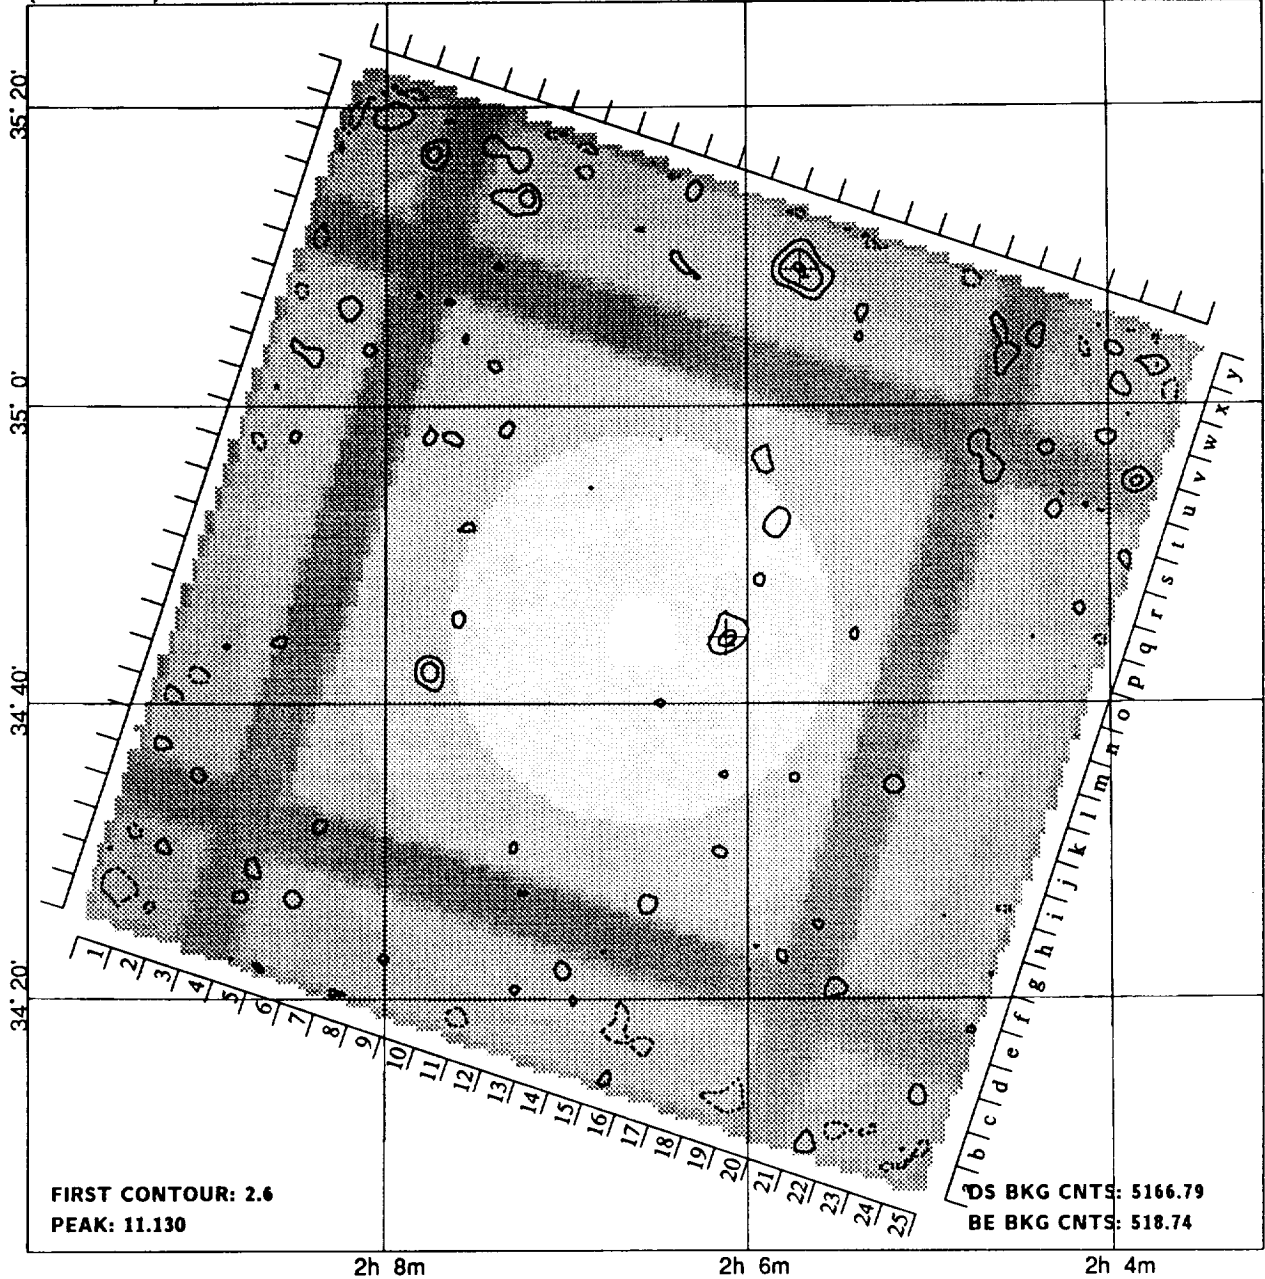 35° 20'
35° 0'
34° 40'
34° 20'
1 2 3 4 5 6 7 8 9 10 11 12 13 14 15 16 17 18 19 20 21 22 23 24 25
a b c d e f g h i j k l m n o p q r s t u v w x y
FIRST CONTOUR: 2.6
PEAK: 11.130
DS BKG CNTS: 5166.79
BE BKG CNTS: 518.74
2h 8m
2h 6m
2h 4m